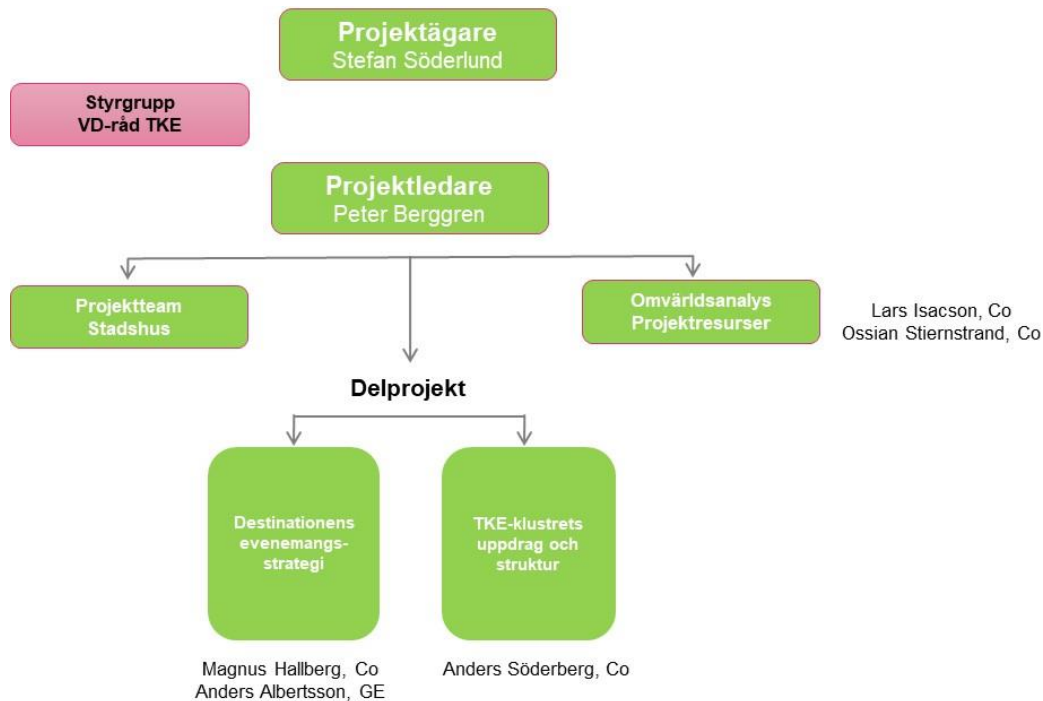 Projektägare
Stefan Söderlund
Styrgrupp
VD-råd TKE
Projektledare
Peter Berggren
Projektteam
Stadshus
Omvärldsanalys
Projektresurser
Lars Isacson, Co
Ossian Stiernstrand, Co
Delprojekt
Destinationens
evenemangs-
strategi
TKE-klustrets
uppdrag och
struktur
Magnus Hallberg, Co
Anders Albertsson, GE
Anders Söderberg, Co